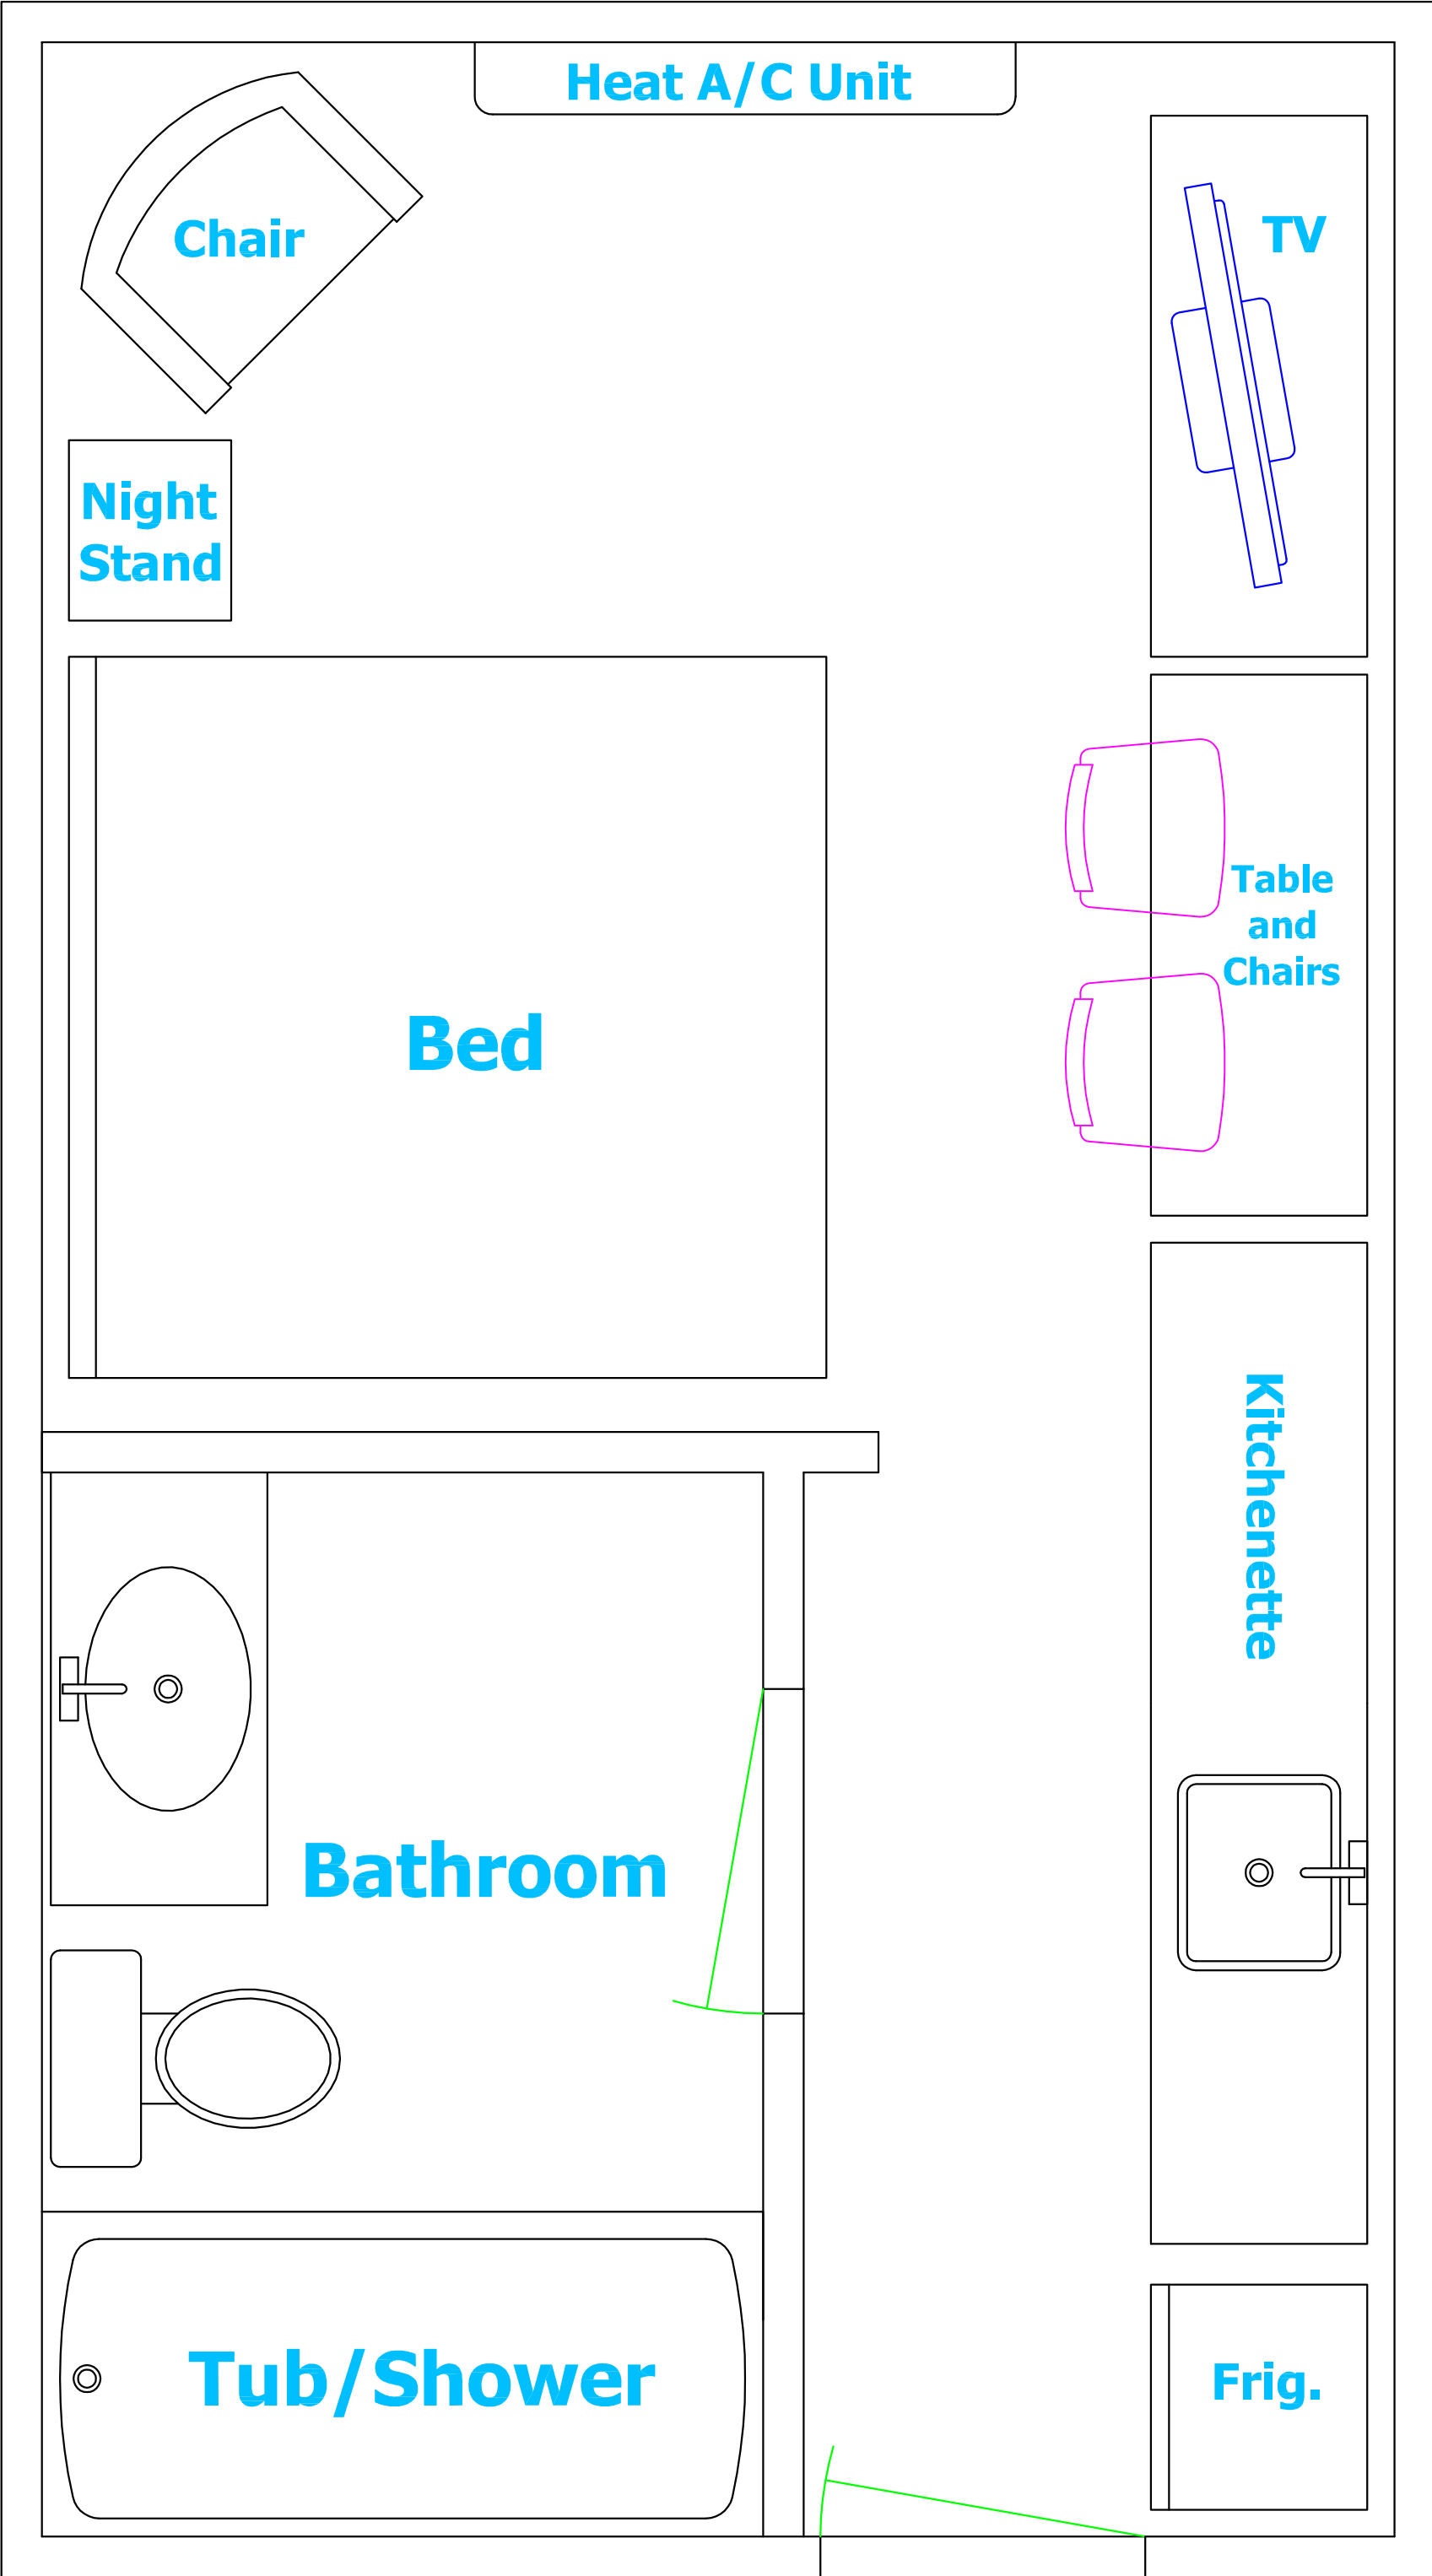 Heat A/C Unit
Chair
TV
Night
Stand
Table
and
Chairs
Bed
Kitchenette
Bathroom
Tub/Shower
Frig.